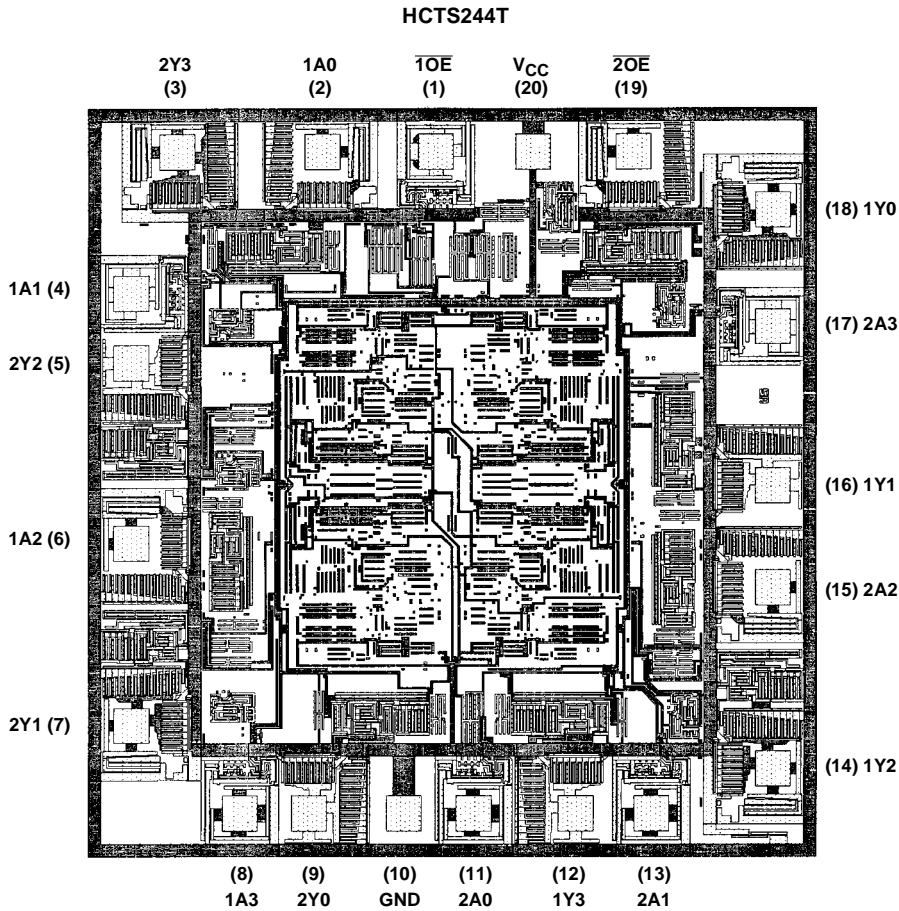 HCTS244T
2Y3 1A0 1OE VCC 2OE
(3) (2) (1) (20) (19)
(18) 1Y0
1A1 (4)
(17) 2A3
2Y2 (5)
(16) 1Y1
1A2 (6)
(15) 2A2
2Y1 (7)
(14) 1Y2
(8) (9) (10) (11) (12) (13)
1A3 2Y0 GND 2A0 1Y3 2A1